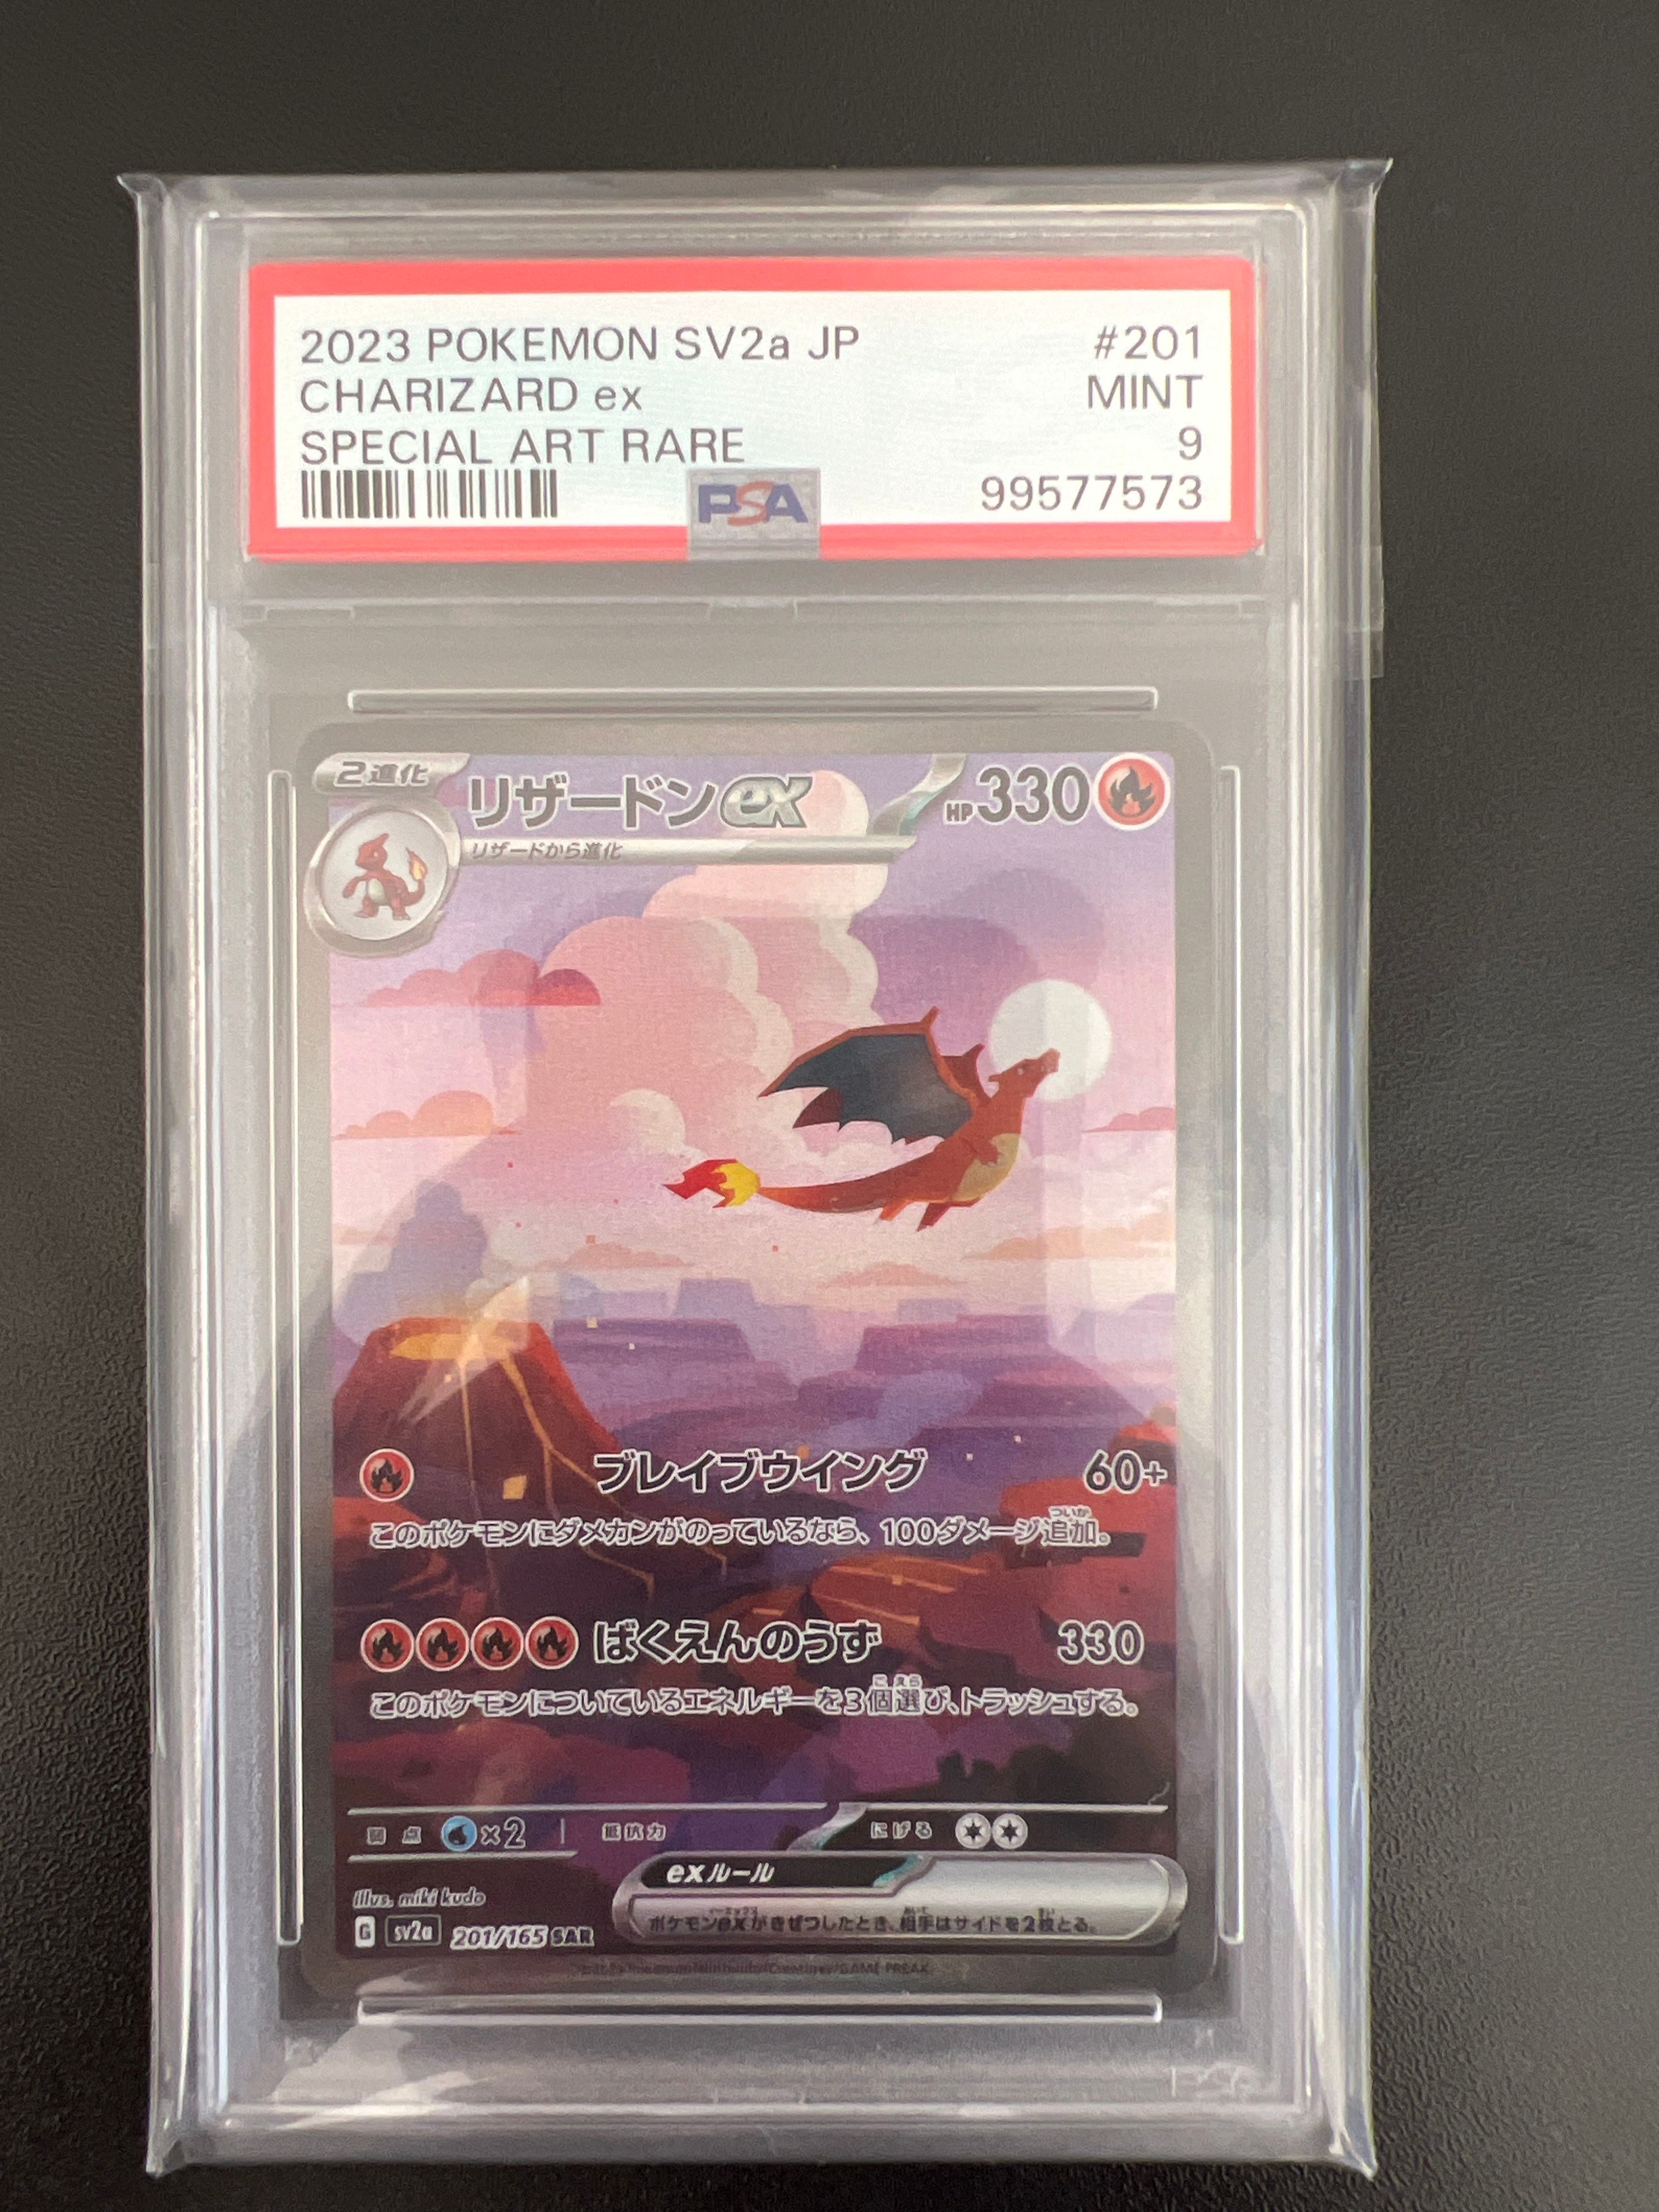 2023 POKEMON SV2a JP #201
CHARIZARD ex MINT
SPECIAL ART RARE 9
PSA 99577573
2進化 リザードンex HP330
リザードから進化
ブレイブウイング 60+
このポケモンにダメカンがのっているなら、100ダメージ追加。
ついか
ばくえんのうず 330
このポケモンについているエネルギーを3個選び、トラッシュする。
こ えら
弱点 ×2 抵抗力 にげる
exルール
ポケモンexがきぜつしたとき、相手はサイドを2枚とる。
Illus. miki kudo
G sv2a 201/165 SAR